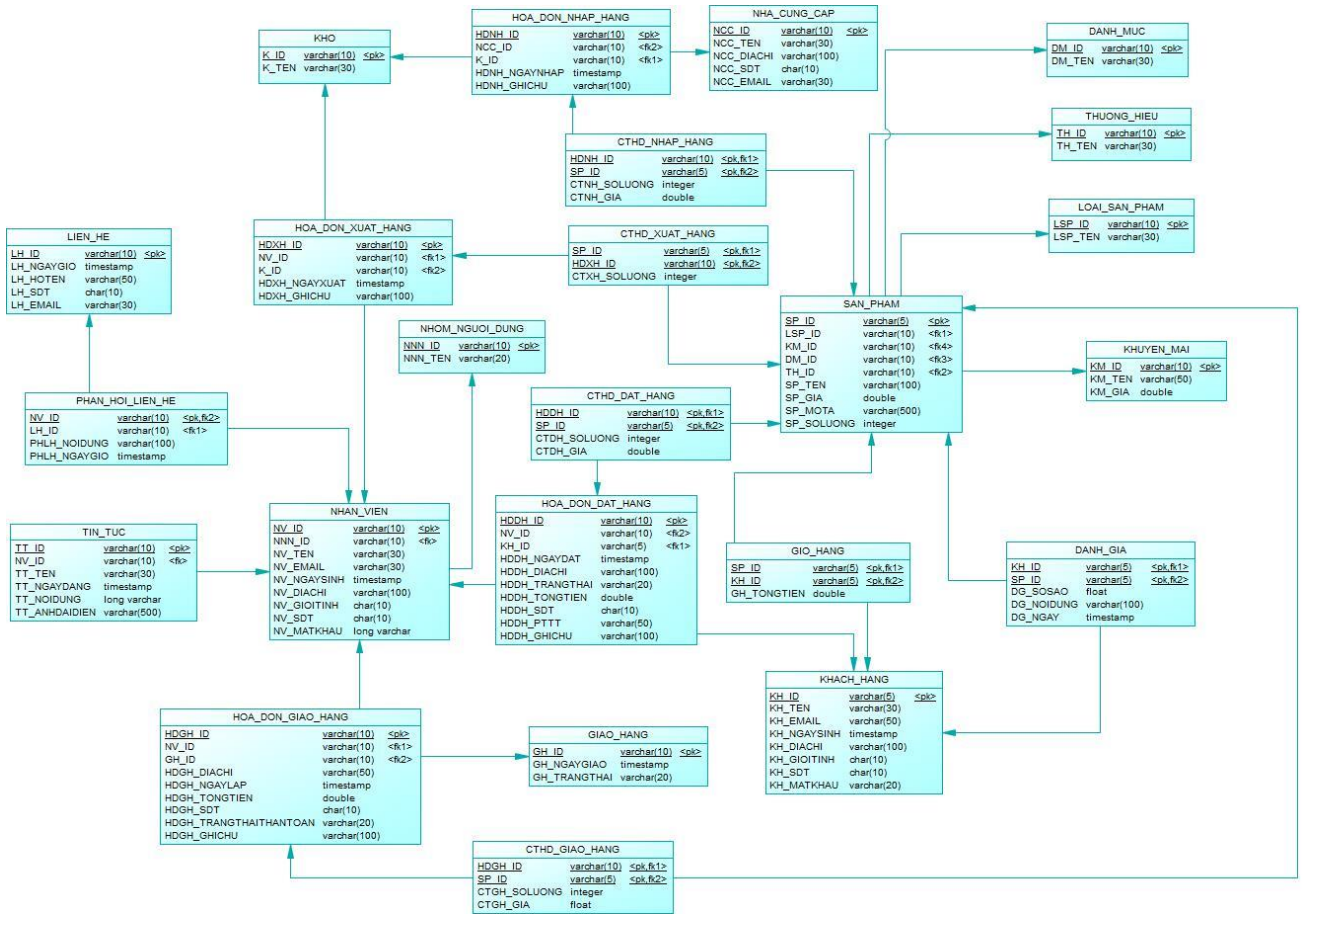 HOA_DON_NHAP_HANG
HDNH_ID varchar(10) <pk>
NCC_ID varchar(10) <fk2>
K_ID varchar(10) <fk1>
HDNH_NGAYNHAP timestamp
HDNH_GHICHU varchar(100)
NHA_CUNG_CAP
NCC_ID varchar(10) <pk>
NCC_TEN varchar(30)
NCC_DIACHI varchar(100)
NCC_SDT char(10)
NCC_EMAIL varchar(30)
KHO
K_ID varchar(10) <pk>
K_TEN varchar(30)
DANH_MUC
DM_ID varchar(10) <pk>
DM_TEN varchar(30)
THUONG_HIEU
TH_ID varchar(10) <pk>
TH_TEN varchar(30)
CTHD_NHAP_HANG
HDNH_ID varchar(10) <pk,fk1>
SP_ID varchar(5) <pk,fk2>
CTNH_SOLUONG integer
CTNH_GIA double
LOAI_SAN_PHAM
LSP_ID varchar(10) <pk>
LSP_TEN varchar(30)
HOA_DON_XUAT_HANG
HDXH_ID varchar(10) <pk>
NV_ID varchar(10) <fk1>
K_ID varchar(10) <fk2>
HDXH_NGAYXUAT timestamp
HDXH_GHICHU varchar(100)
CTHD_XUAT_HANG
SP_ID varchar(5) <pk,fk1>
HDXH_ID varchar(10) <pk,fk2>
CTXH_SOLUONG integer
LIEN_HE
LH_ID varchar(10) <pk>
LH_NGAYGIO timestamp
LH_HOTEN varchar(50)
LH_SDT char(10)
LH_EMAIL varchar(30)
SAN_PHAM
SP_ID varchar(5) <pk>
LSP_ID varchar(10) <fk1>
KM_ID varchar(10) <fk4>
DM_ID varchar(10) <fk3>
TH_ID varchar(10) <fk2>
SP_TEN varchar(100)
SP_GIA double
SP_MOTA varchar(500)
SP_SOLUONG integer
NHOM_NGUOI_DUNG
NNN_ID varchar(10) <pk>
NNN_TEN varchar(20)
KHUYEN_MAI
KM_ID varchar(10) <pk>
KM_TEN varchar(50)
KM_GIA double
PHAN_HOI_LIEN_HE
NV_ID varchar(10) <pk,fk2>
LH_ID varchar(10) <fk1>
PHLH_NOIDUNG varchar(100)
PHLH_NGAYGIO timestamp
CTHD_DAT_HANG
HDDH_ID varchar(10) <pk,fk1>
SP_ID varchar(5) <pk,fk2>
CTDH_SOLUONG integer
CTDH_GIA double
HOA_DON_DAT_HANG
HDDH_ID varchar(10) <pk>
NV_ID varchar(10) <fk2>
KH_ID varchar(5) <fk1>
HDDH_NGAYDAT timestamp
HDDH_DIACHI varchar(100)
HDDH_TRANGTHAI varchar(20)
HDDH_TONGTIEN double
HDDH_SDT char(10)
HDDH_PTTT varchar(50)
HDDH_GHICHU varchar(100)
NHAN_VIEN
NV_ID varchar(10) <pk>
NNN_ID varchar(10) <fk>
NV_TEN varchar(30)
NV_EMAIL varchar(30)
NV_NGAYSINH timestamp
NV_DIACHI varchar(100)
NV_GIOITINH char(10)
NV_SDT char(10)
NV_MATKHAU long varchar
TIN_TUC
TT_ID varchar(10) <pk>
NV_ID varchar(10) <fk>
TT_TEN varchar(30)
TT_NGAYDANG timestamp
TT_NOIDUNG long varchar
TT_ANHDAIDIEN varchar(500)
GIO_HANG
SP_ID varchar(5) <pk,fk1>
KH_ID varchar(5) <pk,fk2>
GH_TONGTIEN double
DANH_GIA
KH_ID varchar(5) <pk,fk1>
SP_ID varchar(5) <pk,fk2>
DG_SOSAO float
DG_NOIDUNG varchar(100)
DG_NGAY timestamp
KHACH_HANG
KH_ID varchar(5) <pk>
KH_TEN varchar(30)
KH_EMAIL varchar(50)
KH_NGAYSINH timestamp
KH_DIACHI varchar(100)
KH_GIOITINH char(10)
KH_SDT char(10)
KH_MATKHAU varchar(20)
HOA_DON_GIAO_HANG
HDGH_ID varchar(10) <pk>
NV_ID varchar(10) <fk1>
GH_ID varchar(10) <fk2>
HDGH_DIACHI varchar(50)
HDGH_NGAYLAP timestamp
HDGH_TONGTIEN double
HDGH_SDT char(10)
HDGH_TRANGTHAITHANTOAN varchar(20)
HDGH_GHICHU varchar(100)
GIAO_HANG
GH_ID varchar(10) <pk>
GH_NGAYGIAO timestamp
GH_TRANGTHAI varchar(20)
CTHD_GIAO_HANG
HDGH_ID varchar(10) <pk,fk1>
SP_ID varchar(5) <pk,fk2>
CTGH_SOLUONG integer
CTGH_GIA float